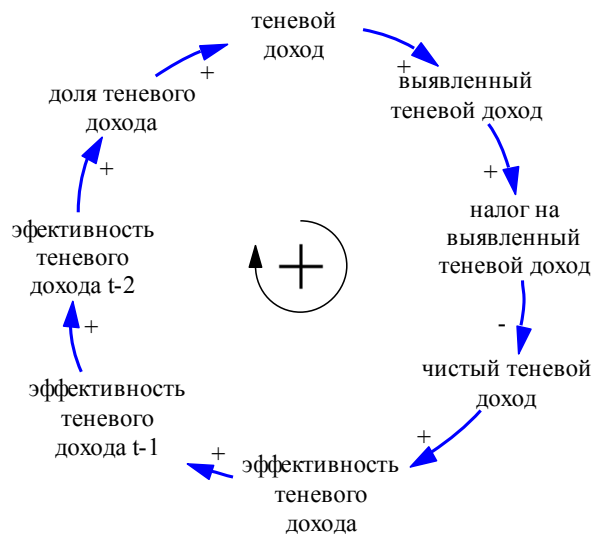 теневой
доход
+
выявленный
теневой доход
+
налог на
выявленный
теневой доход
-
чистый теневой
доход
+
эффективность
теневого
дохода
+
эффективность
теневого
дохода t-1
+
эфективность
теневого
дохода t-2
+
доля теневого
дохода
+
+